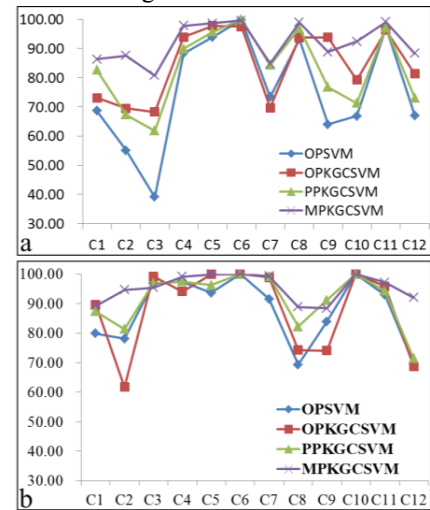 100.00
90.00
80.00
70.00
60.00
50.00
40.00
30.00
OPSVM
OPKGCSVM
PPKGCSVM
MPKGCSVM
a
C1 C2 C3 C4 C5 C6 C7 C8 C9 C10 C11 C12
100.00
90.00
80.00
70.00
60.00
50.00
40.00
30.00
OPSVM
OPKGCSVM
PPKGCSVM
MPKGCSVM
b
C1 C2 C3 C4 C5 C6 C7 C8 C9 C10 C11 C12